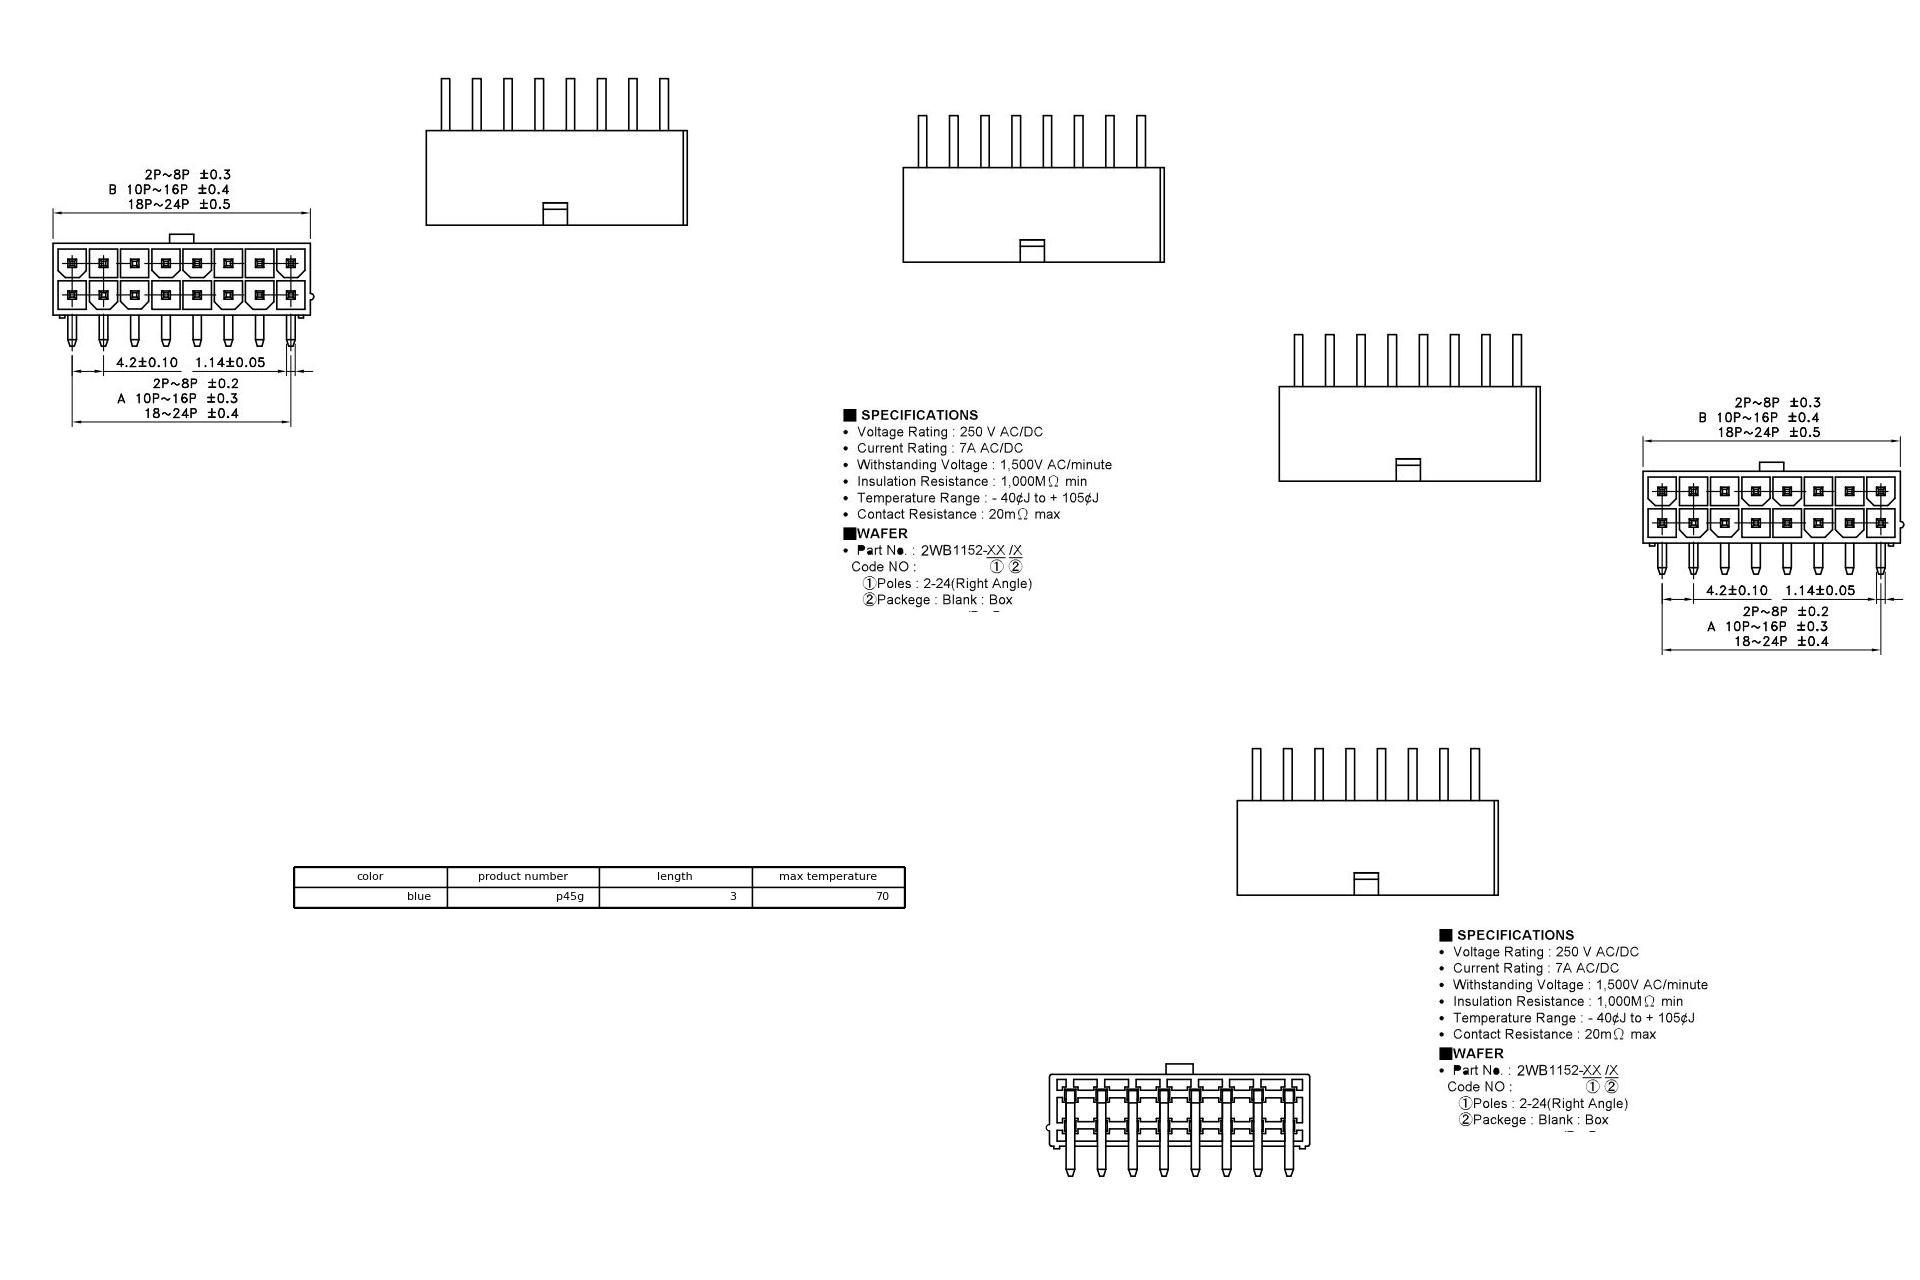 2P~8P ±0.3
B 10P~16P ±0.4
18P~24P ±0.5
4.2±0.10 1.14±0.05
2P~8P ±0.2
A 10P~16P ±0.3
18~24P ±0.4
■ SPECIFICATIONS
• Voltage Rating : 250 V AC/DC
• Current Rating : 7A AC/DC
• Withstanding Voltage : 1,500V AC/minute
• Insulation Resistance : 1,000MΩ min
• Temperature Range : - 40¢J to + 105¢J
• Contact Resistance : 20mΩ max
■WAFER
• Part No. : 2WB1152-XX /X
Code NO : ① ②
①Poles : 2-24(Right Angle)
②Packege : Blank : Box
2P~8P ±0.3
B 10P~16P ±0.4
18P~24P ±0.5
4.2±0.10 1.14±0.05
2P~8P ±0.2
A 10P~16P ±0.3
18~24P ±0.4
color product number length max temperature
blue p45g 3 70
■ SPECIFICATIONS
• Voltage Rating : 250 V AC/DC
• Current Rating : 7A AC/DC
• Withstanding Voltage : 1,500V AC/minute
• Insulation Resistance : 1,000MΩ min
• Temperature Range : - 40¢J to + 105¢J
• Contact Resistance : 20mΩ max
■WAFER
• Part No. : 2WB1152-XX /X
Code NO : ① ②
①Poles : 2-24(Right Angle)
②Packege : Blank : Box